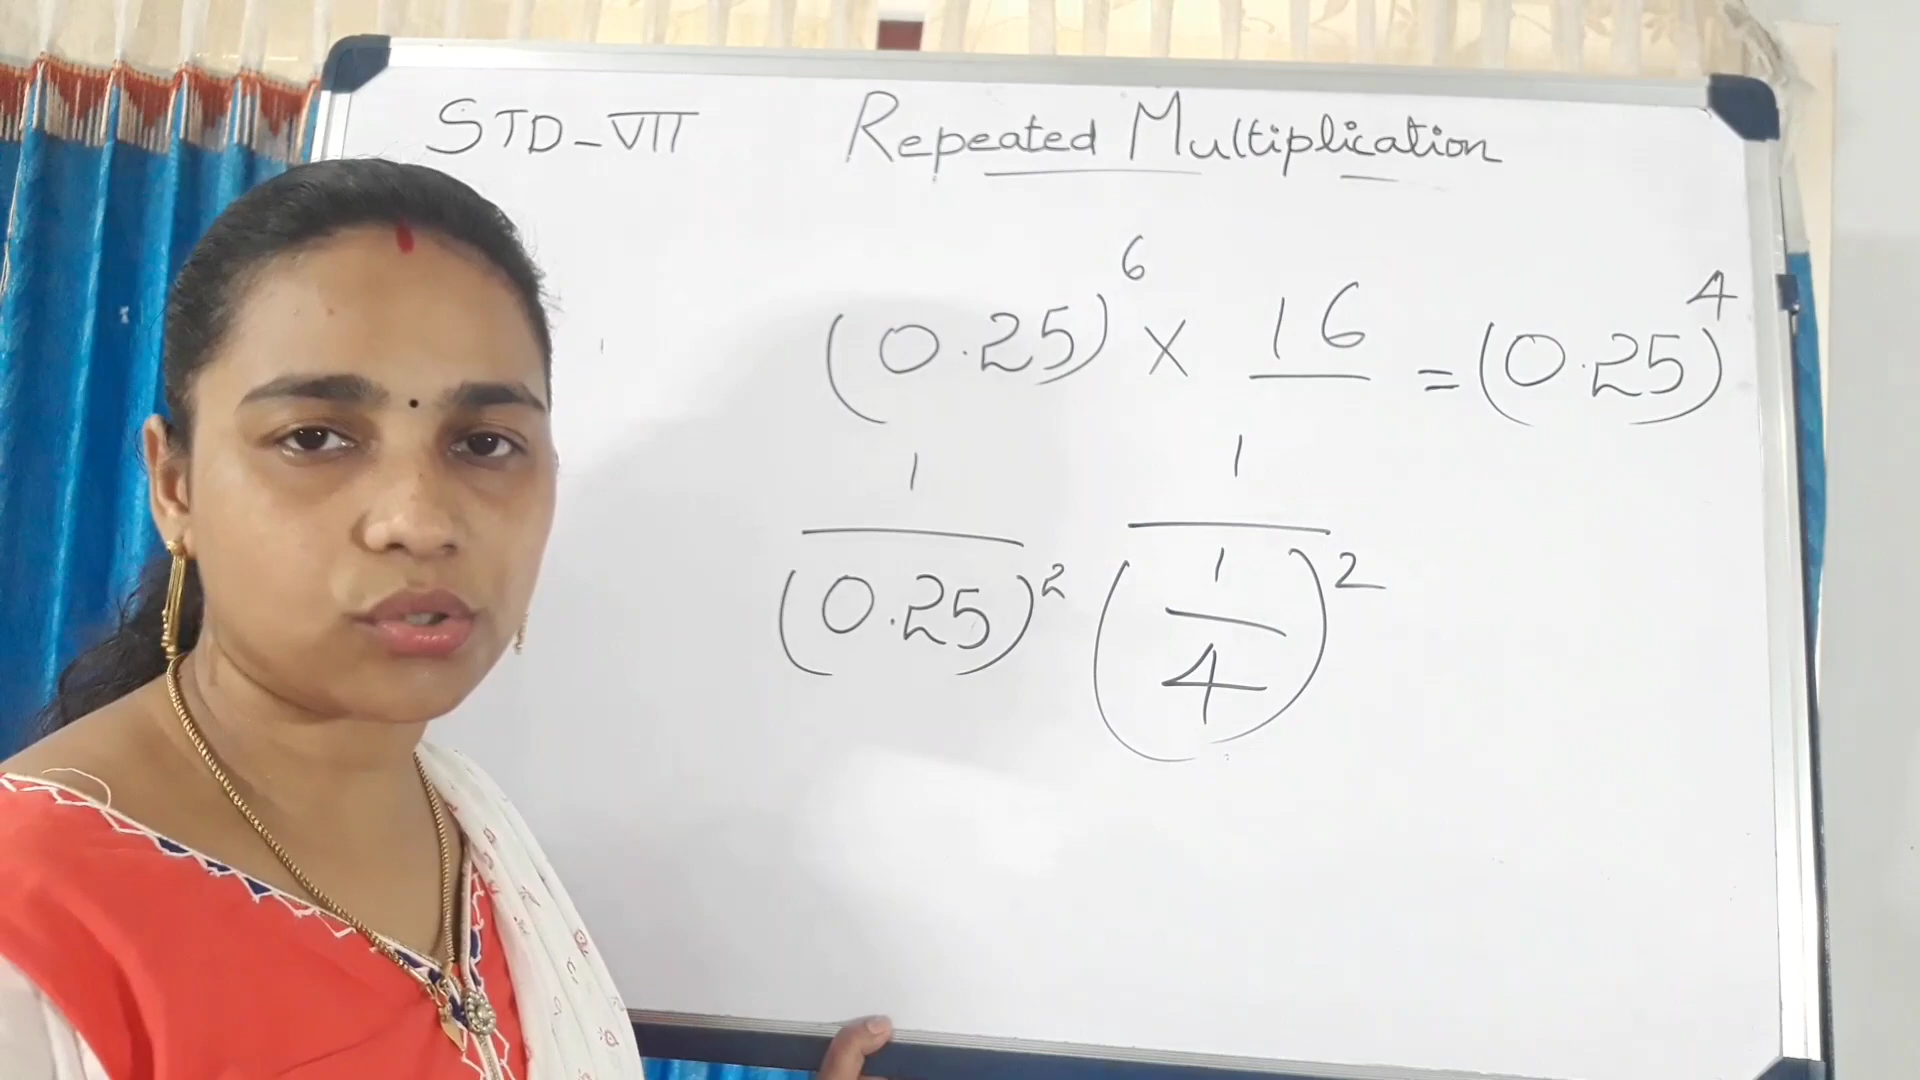 STD-VII Repeated Multiplication
(0.25)^6 × 16 = (0.25)^4
1/(0.25)^2 1/(1/4)^2